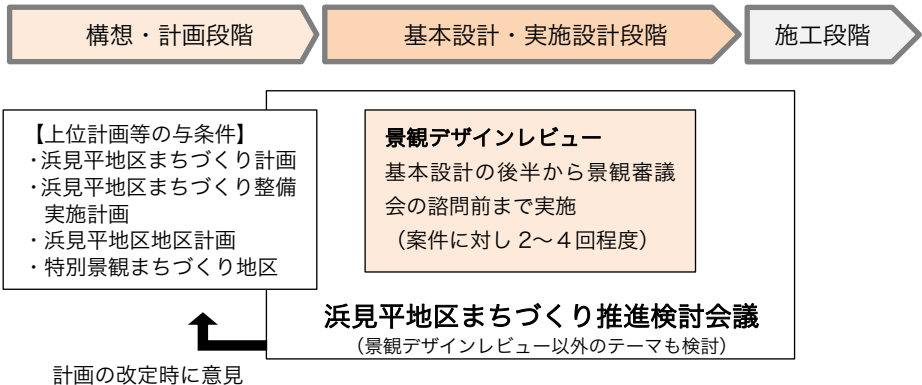 構想・計画段階
基本設計・実施設計段階
施工段階
【上位計画等の与条件】
・浜見平地区まちづくり計画
・浜見平地区まちづくり整備
実施計画
・浜見平地区地区計画
・特別景観まちづくり地区
景観デザインレビュー
基本設計の後半から景観審議
会の諮問前まで実施
（案件に対し2～4回程度）
浜見平地区まちづくり推進検討会議
（景観デザインレビュー以外のテーマも検討）
計画の改定時に意見